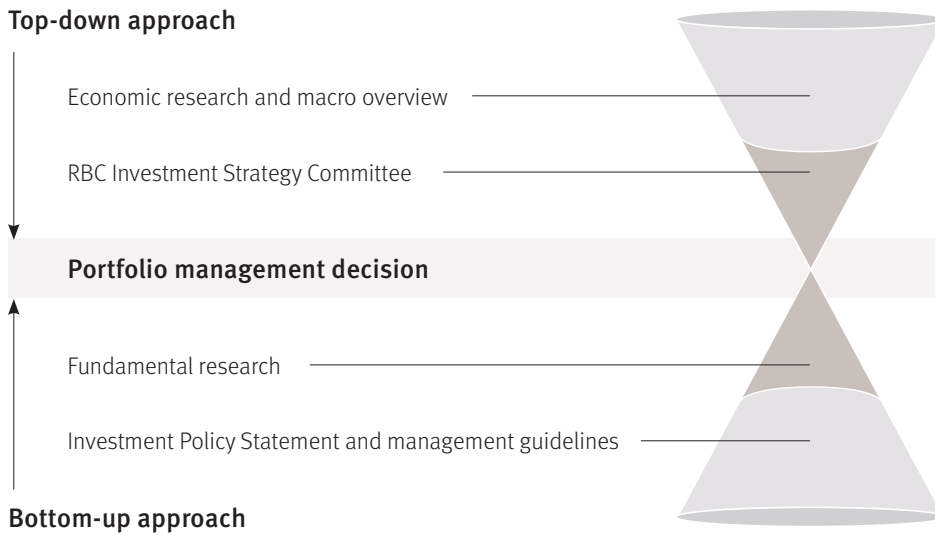 Top-down approach
Economic research and macro overview
RBC Investment Strategy Committee
Portfolio management decision
Fundamental research
Investment Policy Statement and management guidelines
Bottom-up approach